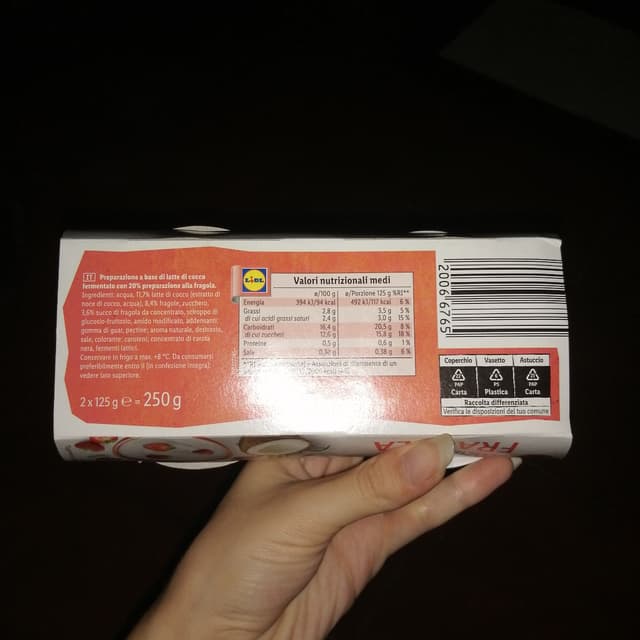 IT Preparazione a base di latte di cocco
fermentato con 20% preparazione alla fragola.
Ingredienti: acqua, 11,7% latte di cocco (estratto di
noce di cocco, acqua), 8,4% fragole, zucchero,
3,6% succo di fragola da concentrato, sciroppo di
glucosio-fruttosio, amido modificato, addensanti:
gomma di guar, pectine; aroma naturale, destrosio,
sale, colorante: caroteni; concentrato di carota
nera, fermenti lattici.
Conservare in frigo a max. +8 °C. Da consumarsi
preferibilmente entro il (in confezione integra):
vedere lato superiore.
2 x 125 g e = 250 g
LIDL
Valori nutrizionali medi
ø/100 g ø/Porzione 125 g %RI**
Energia 394 kJ/94 kcal 492 kJ/117 kcal 6 %
Grassi 2,8 g 3,5 g 5 %
di cui acidi grassi saturi 2,4 g 3,0 g 15 %
Carboidrati 16,4 g 20,5 g 8 %
di cui zuccheri 12,6 g 15,8 g 18 %
Proteine 0,5 g 0,6 g 1 %
Sale 0,30 g 0,38 g 6 %
Assunzioni di riferimento di un
20076765
Coperchio Vasetto Astuccio
PAP PS PAP
Carta Plastica Carta
Raccolta differenziata
Verifica le disposizioni del tuo comune